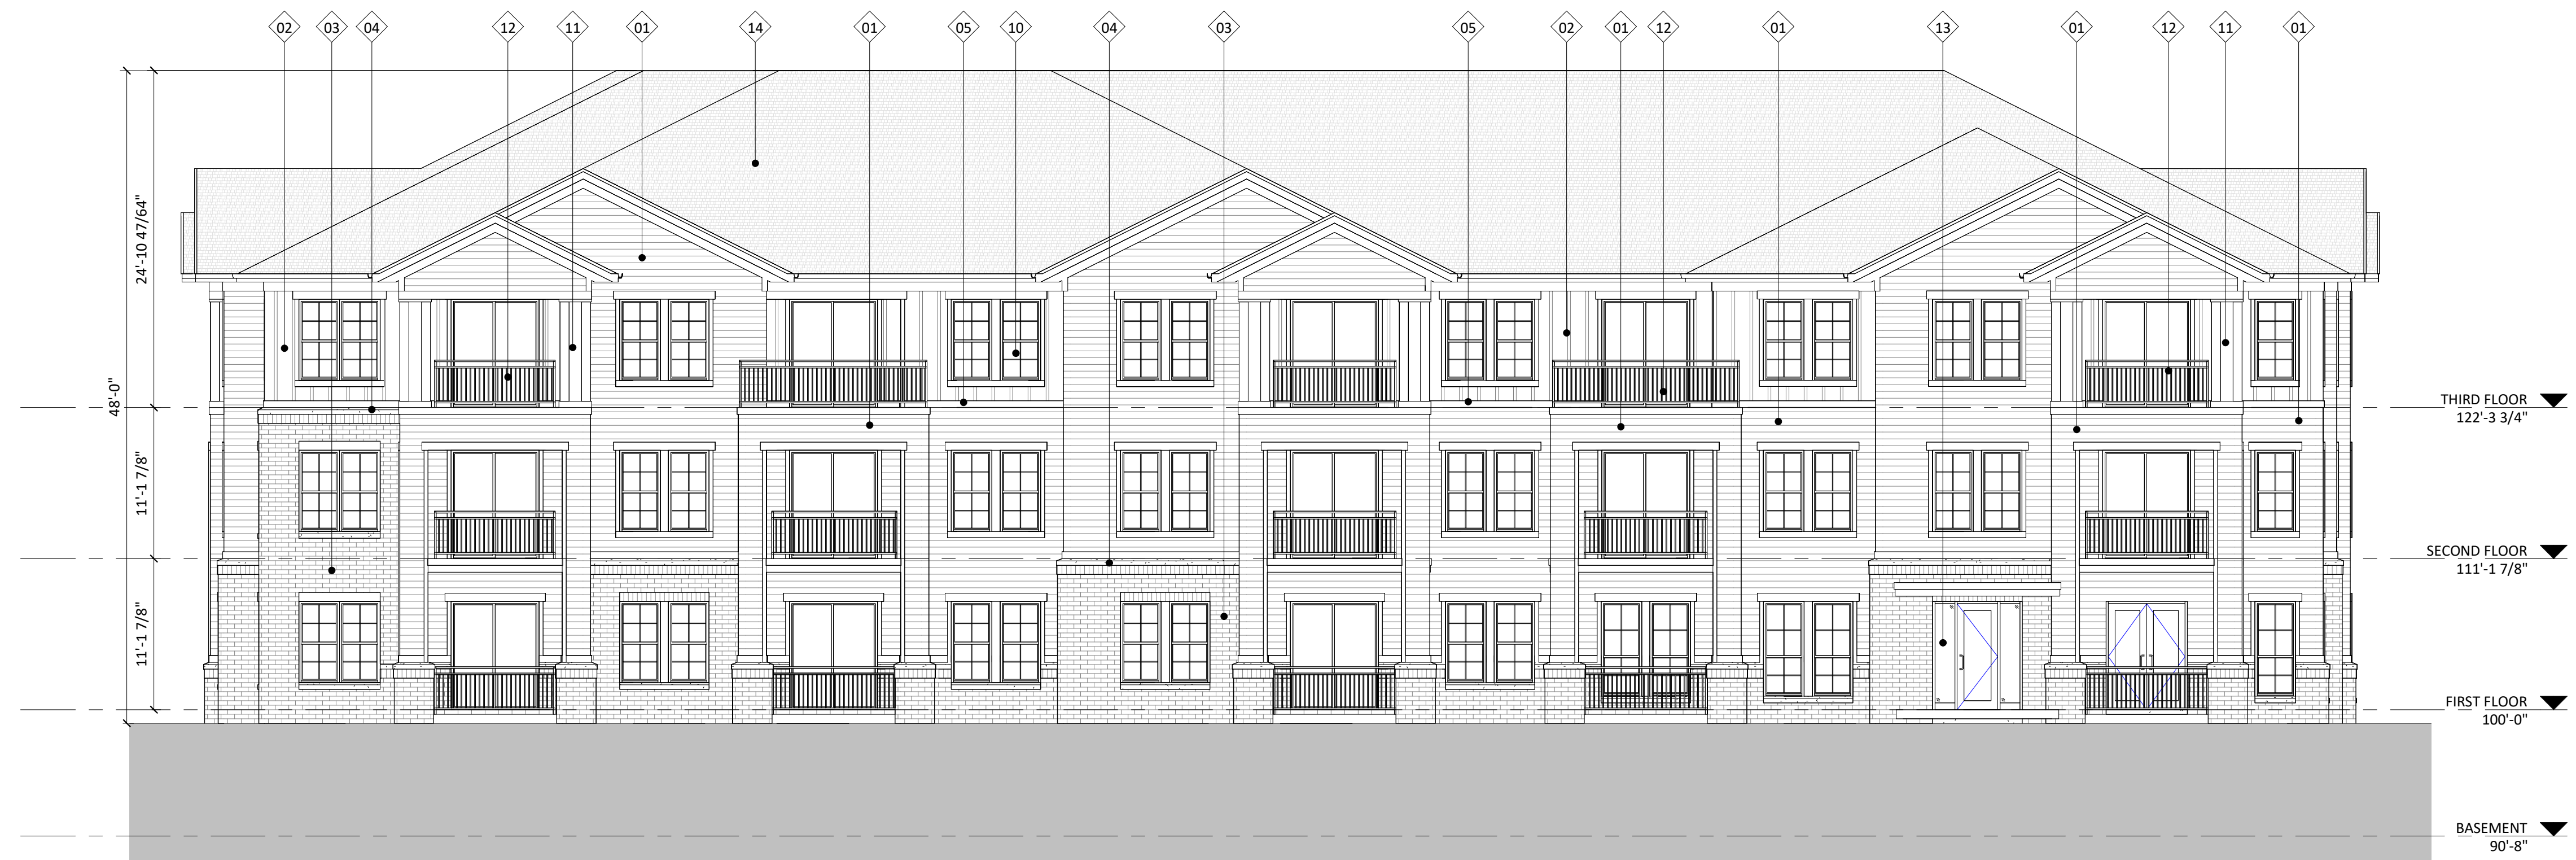 02 03 04 12 11 01 14 01 05 10 04 03 05 02 01 12 01 13 01 12 11 01
24'-10 47/64"
48'-0"
THIRD FLOOR
122'-3 3/4"
11'-1 7/8"
SECOND FLOOR
111'-1 7/8"
11'-1 7/8"
FIRST FLOOR
100'-0"
BASEMENT
90'-8"